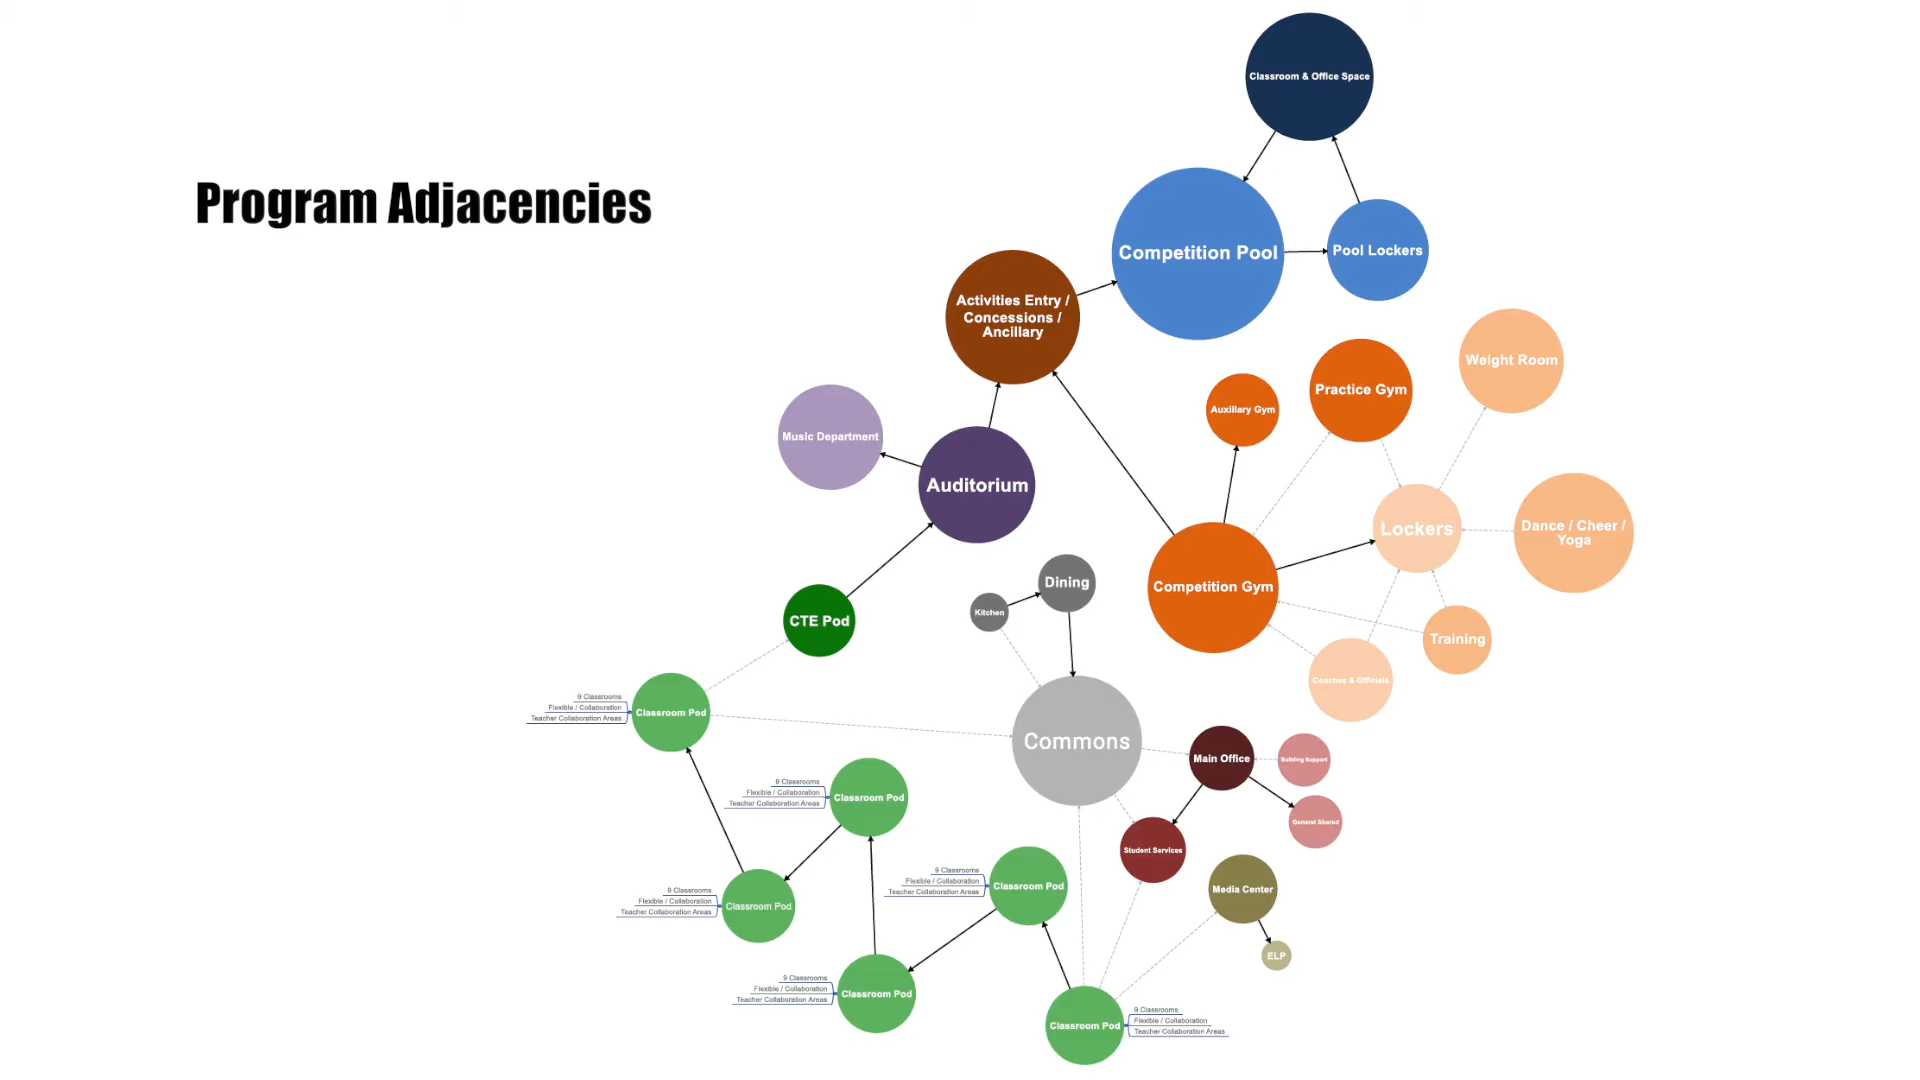 Classroom & Office Space
Program Adjacencies
Competition Pool
Pool Lockers
Activities Entry /
Concessions /
Ancillary
Weight Room
Practice Gym
Auxillary Gym
Music Department
Auditorium
Lockers
Dance / Cheer /
Yoga
Dining
Competition Gym
Kitchen
CTE Pod
Training
Coaches & Officials
9 Classrooms
Flexible / Collaboration
Teacher Collaboration Areas
Classroom Pod
Commons
Main Office
Building Support
9 Classrooms
Flexible / Collaboration
Teacher Collaboration Areas
Classroom Pod
General Shared
Student Services
9 Classrooms
Flexible / Collaboration
Teacher Collaboration Areas
Classroom Pod
Media Center
9 Classrooms
Flexible / Collaboration
Teacher Collaboration Areas
Classroom Pod
ELP
9 Classrooms
Flexible / Collaboration
Teacher Collaboration Areas
Classroom Pod
Classroom Pod
9 Classrooms
Flexible / Collaboration
Teacher Collaboration Areas